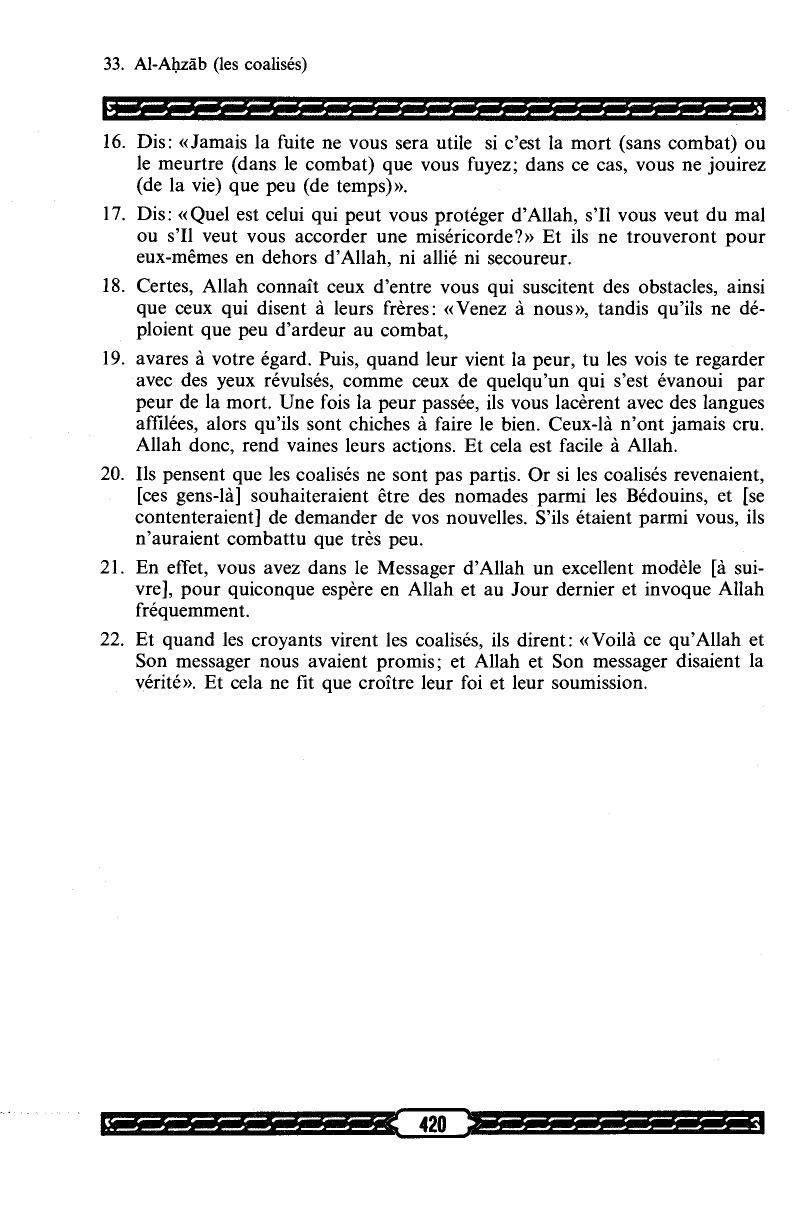 33. Al-Aḥzāb (les coalisés)
16. Dis: «Jamais la fuite ne vous sera utile si c'est la mort (sans combat) ou
le meurtre (dans le combat) que vous fuyez; dans ce cas, vous ne jouirez
(de la vie) que peu (de temps)».
17. Dis: «Quel est celui qui peut vous protéger d'Allah, s'Il vous veut du mal
ou s'Il veut vous accorder une miséricorde?» Et ils ne trouveront pour
eux-mêmes en dehors d'Allah, ni allié ni secoureur.
18. Certes, Allah connaît ceux d'entre vous qui suscitent des obstacles, ainsi
que ceux qui disent à leurs frères: «Venez à nous», tandis qu'ils ne dé-
ploient que peu d'ardeur au combat,
19. avares à votre égard. Puis, quand leur vient la peur, tu les vois te regarder
avec des yeux révulsés, comme ceux de quelqu'un qui s'est évanoui par
peur de la mort. Une fois la peur passée, ils vous lacèrent avec des langues
affilées, alors qu'ils sont chiches à faire le bien. Ceux-là n'ont jamais cru.
Allah donc, rend vaines leurs actions. Et cela est facile à Allah.
20. Ils pensent que les coalisés ne sont pas partis. Or si les coalisés revenaient,
[ces gens-là] souhaiteraient être des nomades parmi les Bédouins, et [se
contenteraient] de demander de vos nouvelles. S'ils étaient parmi vous, ils
n'auraient combattu que très peu.
21. En effet, vous avez dans le Messager d'Allah un excellent modèle [à sui-
vre], pour quiconque espère en Allah et au Jour dernier et invoque Allah
fréquemment.
22. Et quand les croyants virent les coalisés, ils dirent: «Voilà ce qu'Allah et
Son messager nous avaient promis; et Allah et Son messager disaient la
vérité». Et cela ne fit que croître leur foi et leur soumission.
420